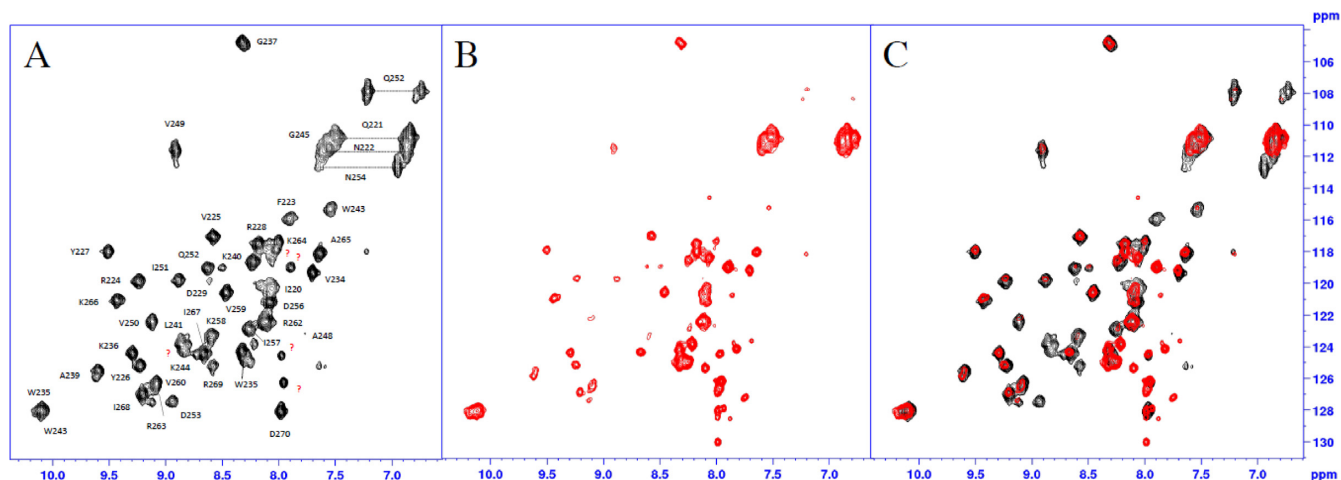 ppm
A
B
C
G237
Q252
V249
G245
Q221
N222
N254
F223
W243
V225
R228
K264
A265
Y227
Q252
K240
?
?
I251
V234
R224
D229
I220
K266
V259
D256
I267
K258
R262
V250
L241
I257
A248
K236
?
?
K244
A239
Y226
V260
R269
W235
?
W235
I268
D253
R263
W243
D270
106
108
110
112
114
116
118
120
122
124
126
128
130
10.0 9.5 9.0 8.5 8.0 7.5 7.0
10.0 9.5 9.0 8.5 8.0 7.5 7.0
10.0 9.5 9.0 8.5 8.0 7.5 7.0 ppm